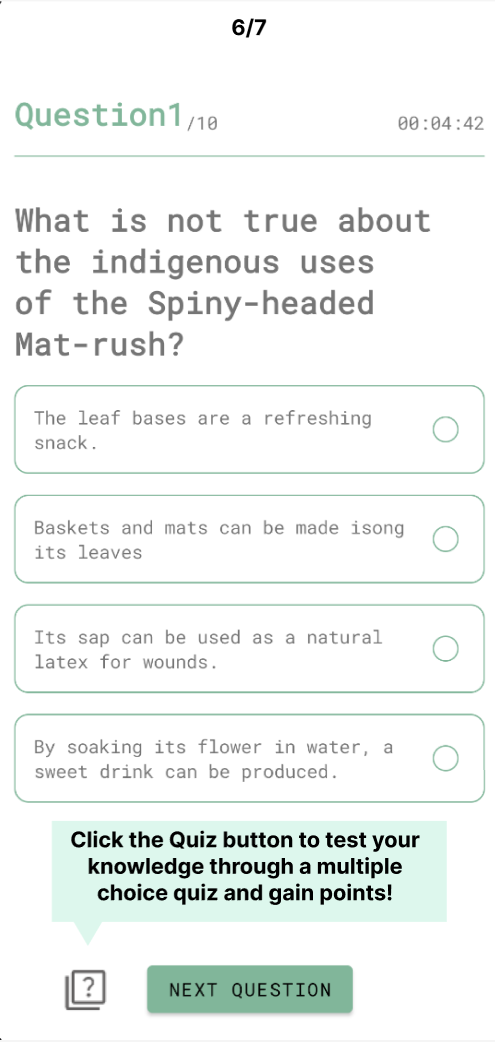 6/7
Question1/10 00:04:42
What is not true about
the indigenous uses
of the Spiny-headed
Mat-rush?
The leaf bases are a refreshing
snack.
Baskets and mats can be made isong
its leaves
Its sap can be used as a natural
latex for wounds.
By soaking its flower in water, a
sweet drink can be produced.
Click the Quiz button to test your
knowledge through a multiple
choice quiz and gain points!
? NEXT QUESTION